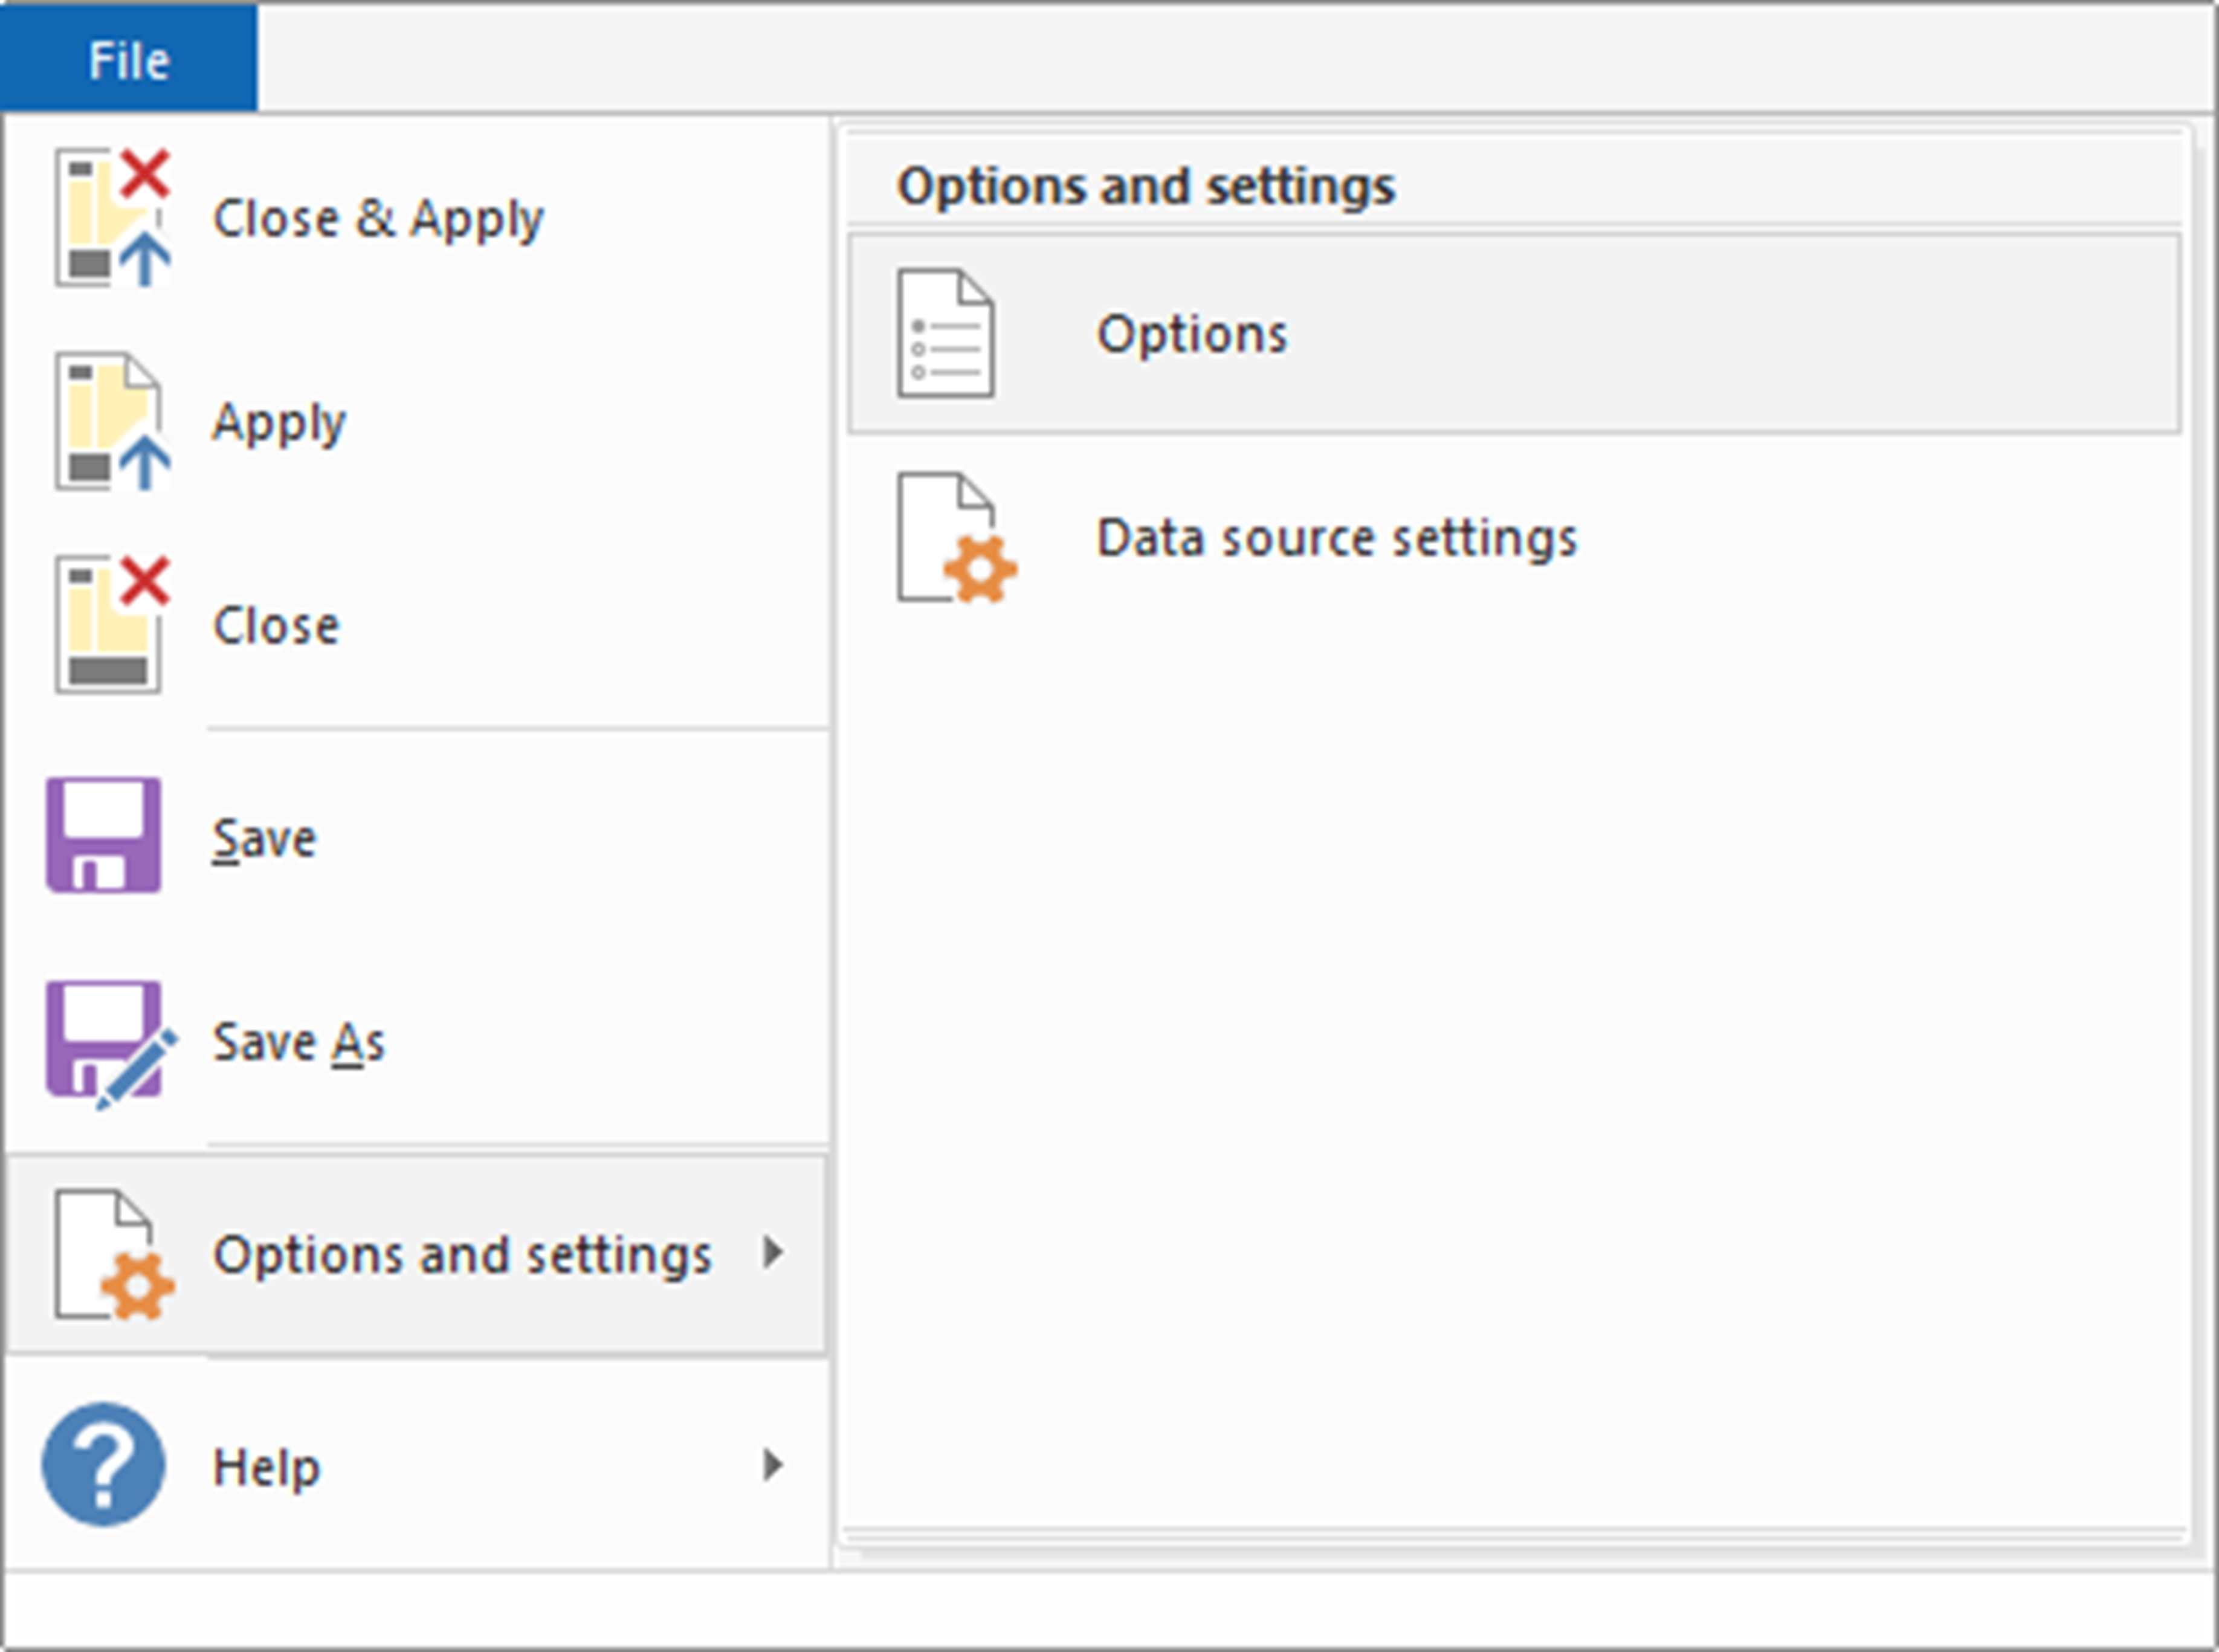 File
Close & Apply
Apply
Close
Save
Save As
Options and settings
Help
Options and settings
Options
Data source settings